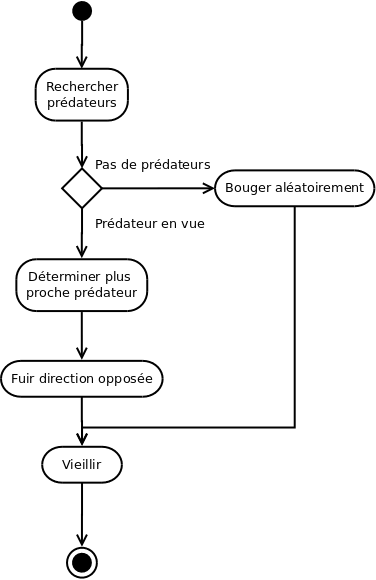 Rechercher
prédateurs
Pas de prédateurs
Bouger aléatoirement
Prédateur en vue
Déterminer plus
proche prédateur
Fuir direction opposée
Vieillir